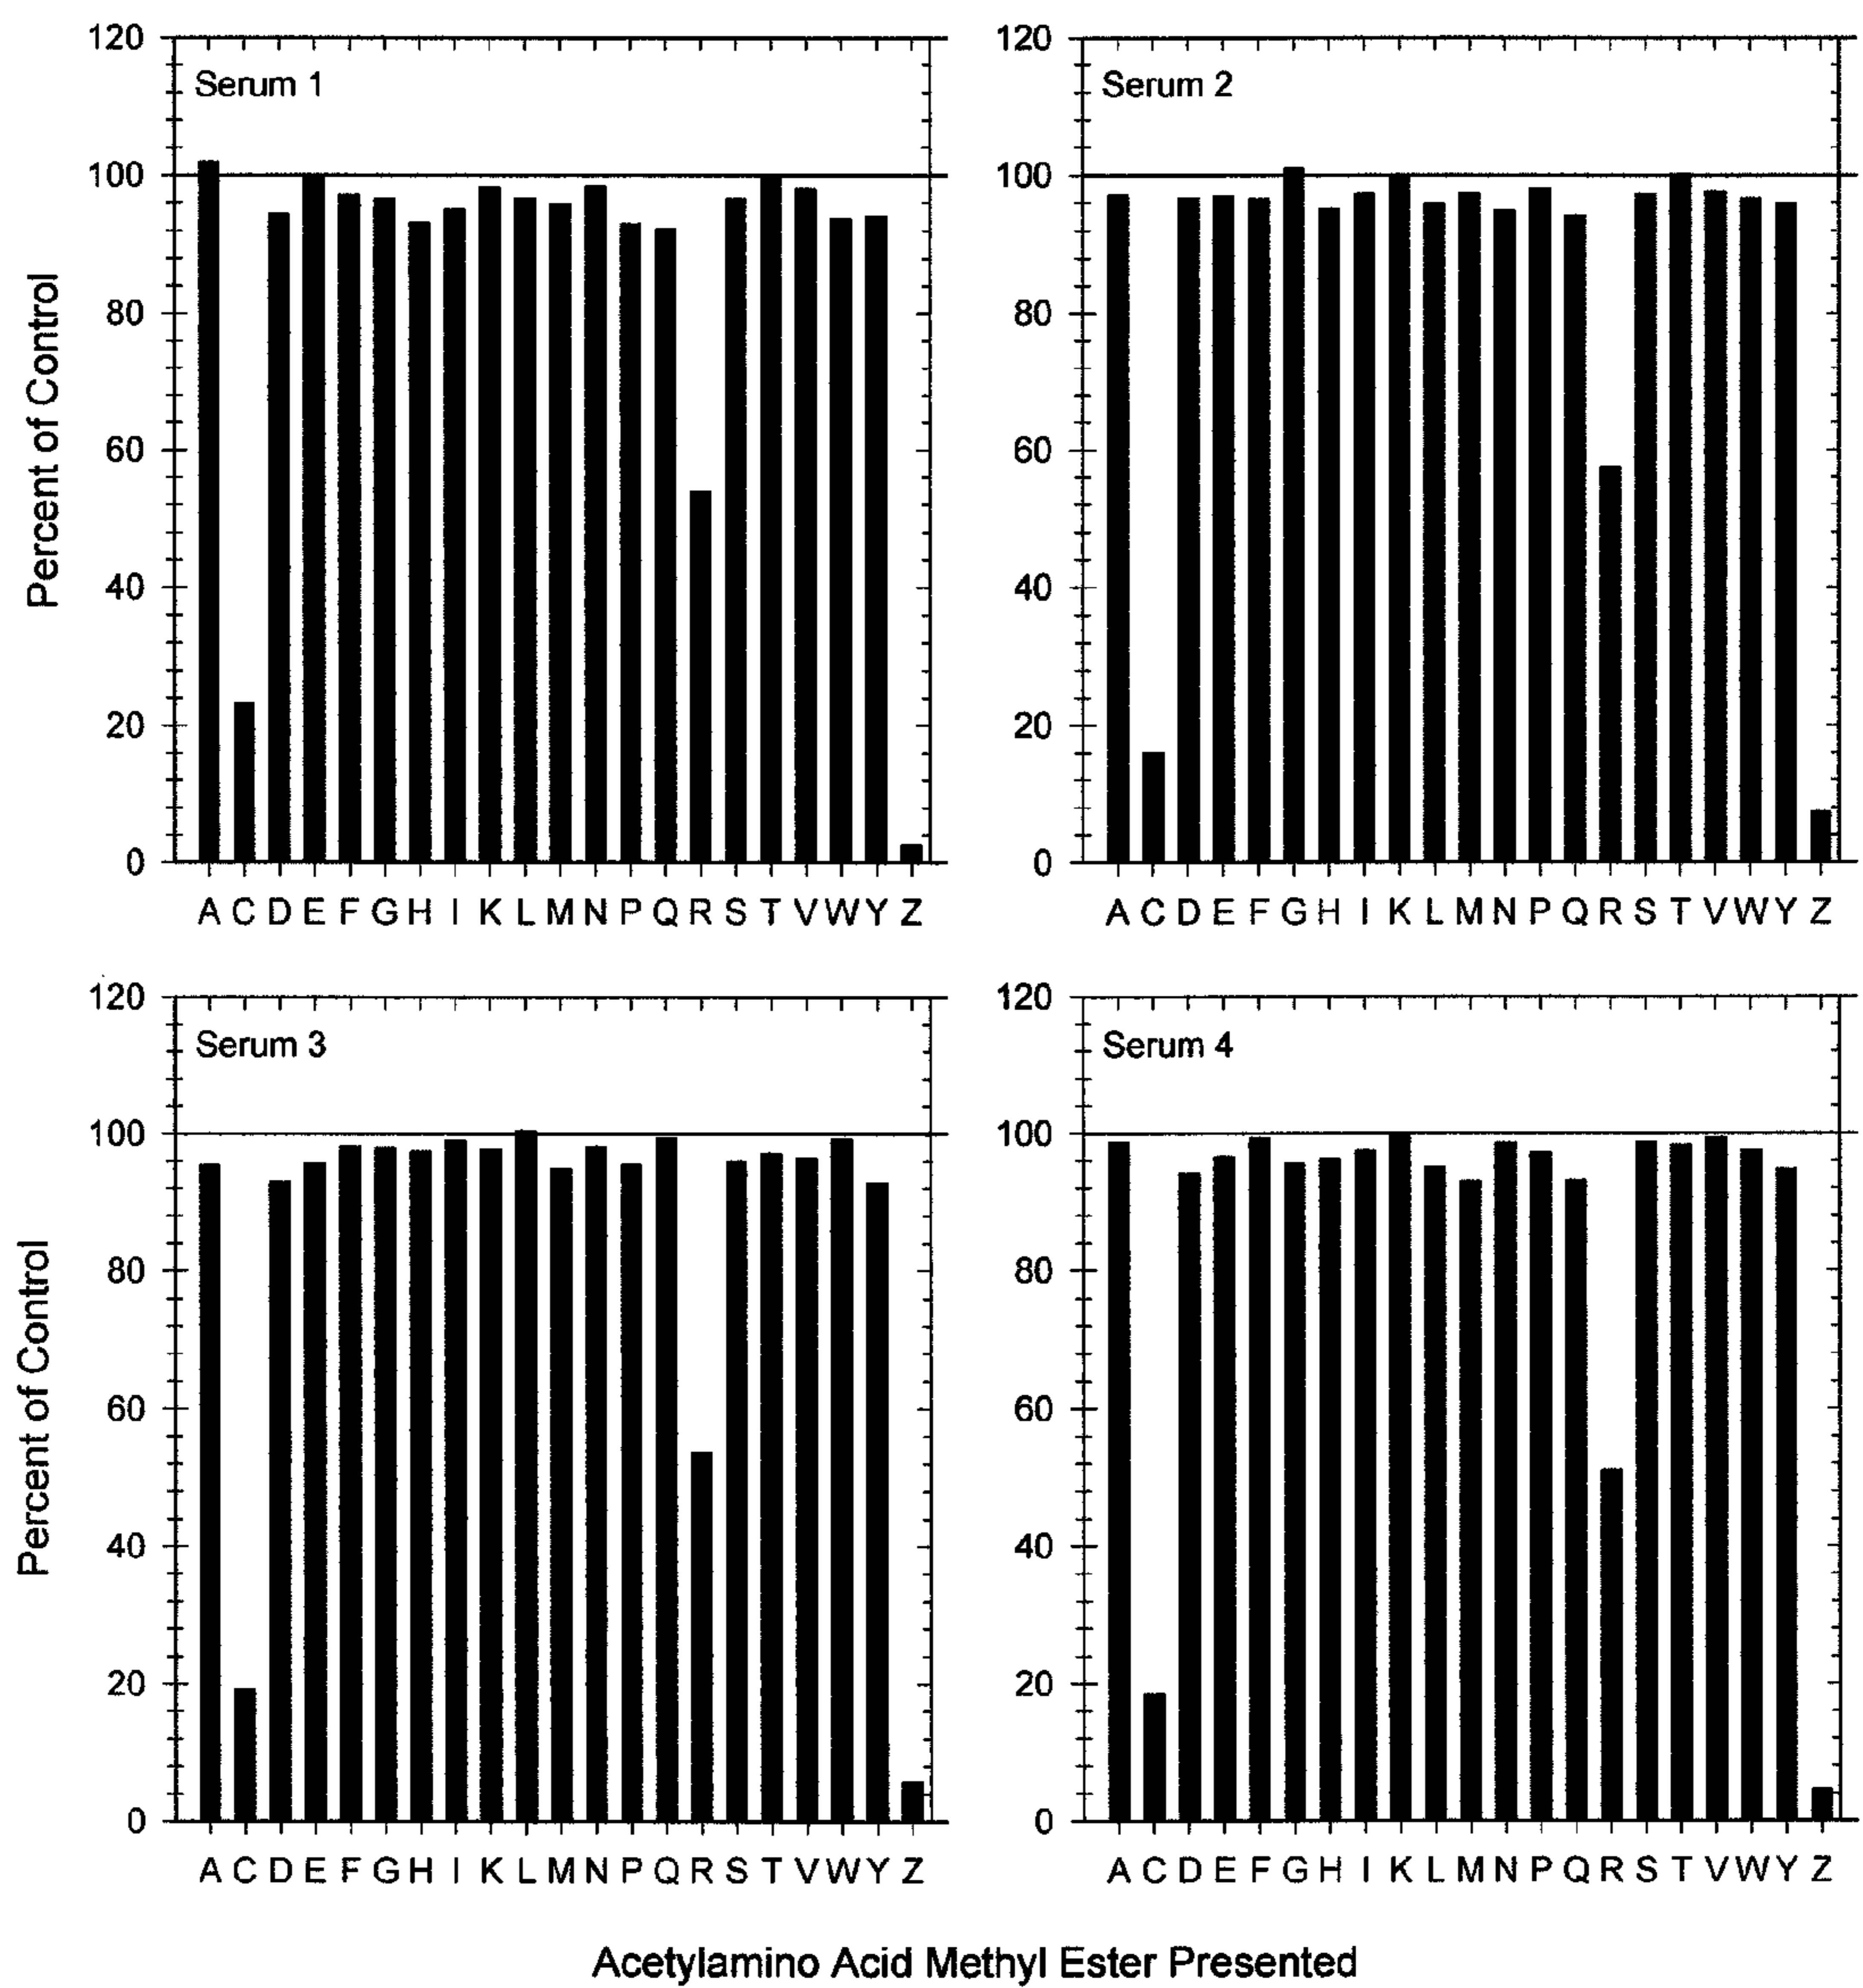 Serum 1
Percent of Control
120
100
80
60
40
20
0
A C D E F G H I K L M N P Q R S T V W Y Z
Serum 2
120
100
80
60
40
20
0
A C D E F G H I K L M N P Q R S T V W Y Z
Serum 3
Percent of Control
120
100
80
60
40
20
0
A C D E F G H I K L M N P Q R S T V W Y Z
Serum 4
120
100
80
60
40
20
0
A C D E F G H I K L M N P Q R S T V W Y Z
Acetylamino Acid Methyl Ester Presented